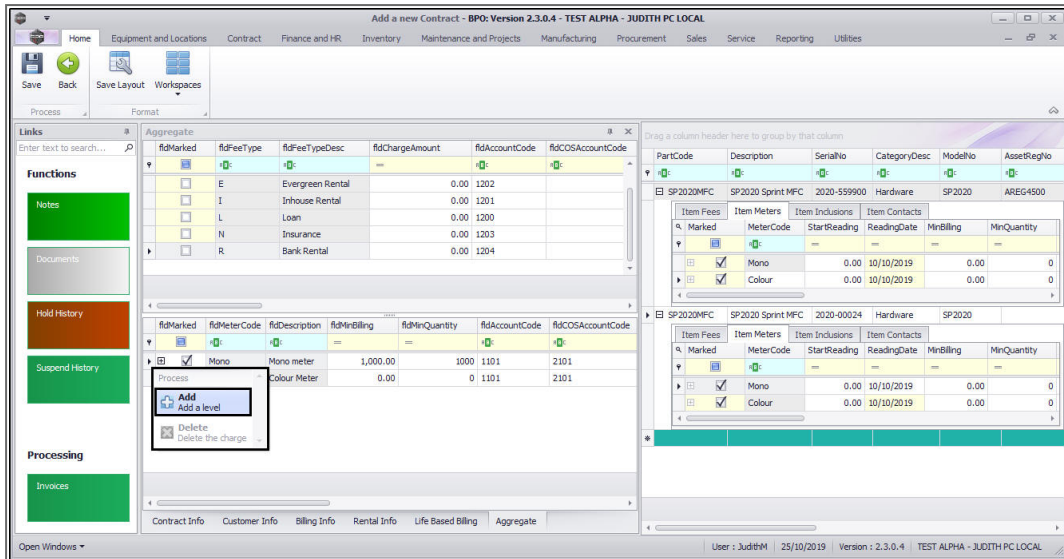 Add a new Contract - BPO: Version 2.3.0.4 - TEST ALPHA - JUDITH PC LOCAL
Home Equipment and Locations Contract Finance and HR Inventory Maintenance and Projects Manufacturing Procurement Sales Service Reporting Utilities
Save Back Save Layout Workspaces
Process Format
Links
Enter text to search...
Functions
Notes
Documents
Hold History
Suspend History
Processing
Invoices
Aggregate
fldMarked fldFeeType fldFeeTypeDesc fldChargeAmount fldAccountCode fldCOSAccountCode
E Evergreen Rental 0.00 1202
I Inhouse Rental 0.00 1201
L Loan 0.00 1200
N Insurance 0.00 1203
R Bank Rental 0.00 1204
fldMarked fldMeterCode fldDescription fldMinBilling fldMinQuantity fldAccountCode fldCOSAccountCode
Mono Mono meter 1,000.00 1000 1101 2101
Colour Meter 0.00 0 1101 2101
Process
Add
Add a level
Delete
Delete the charge
Contract Info Customer Info Billing Info Rental Info Life Based Billing Aggregate
Drag a column header here to group by that column
PartCode Description SerialNo CategoryDesc ModelNo AssetRegNo
SP2020MFC SP2020 Sprint MFC 2020-559900 Hardware SP2020 AREG4500
Item Fees Item Meters Item Inclusions Item Contacts
Marked MeterCode StartReading ReadingDate MinBilling MinQuantity
Mono 0.00 10/10/2019 0.00 0
Colour 0.00 10/10/2019 0.00 0
SP2020MFC SP2020 Sprint MFC 2020-00024 Hardware SP2020
Item Fees Item Meters Item Inclusions Item Contacts
Marked MeterCode StartReading ReadingDate MinBilling MinQuantity
Mono 0.00 10/10/2019 0.00 0
Colour 0.00 10/10/2019 0.00 0
Open Windows User : JudithM 25/10/2019 Version : 2.3.0.4 TEST ALPHA - JUDITH PC LOCAL